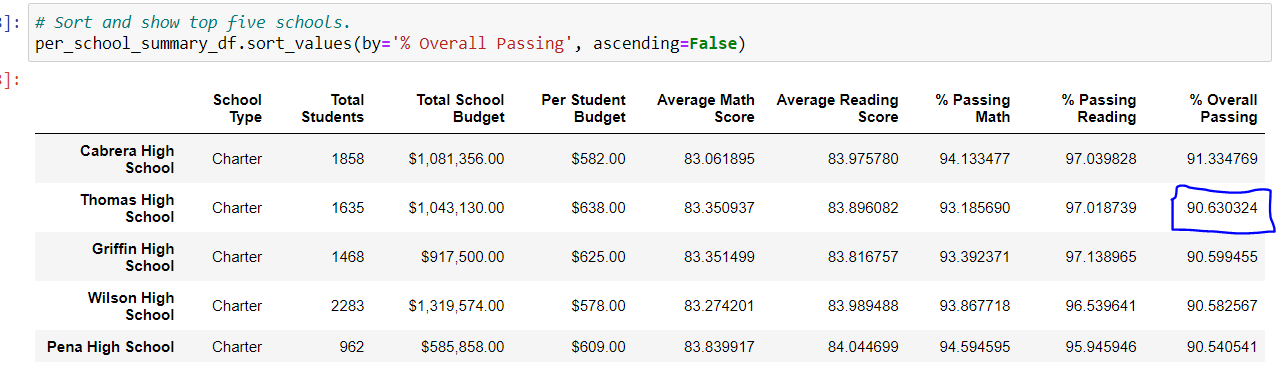 ]: # Sort and show top five schools.
per_school_summary_df.sort_values(by='% Overall Passing', ascending=False)
]:
School Type Total Students Total School Budget Per Student Budget Average Math Score Average Reading Score % Passing Math % Passing Reading % Overall Passing
Cabrera High School Charter 1858 $1,081,356.00 $582.00 83.061895 83.975780 94.133477 97.039828 91.334769
Thomas High School Charter 1635 $1,043,130.00 $638.00 83.350937 83.896082 93.185690 97.018739 90.630324
Griffin High School Charter 1468 $917,500.00 $625.00 83.351499 83.816757 93.392371 97.138965 90.599455
Wilson High School Charter 2283 $1,319,574.00 $578.00 83.274201 83.989488 93.867718 96.539641 90.582567
Pena High School Charter 962 $585,858.00 $609.00 83.839917 84.044699 94.594595 95.945946 90.540541